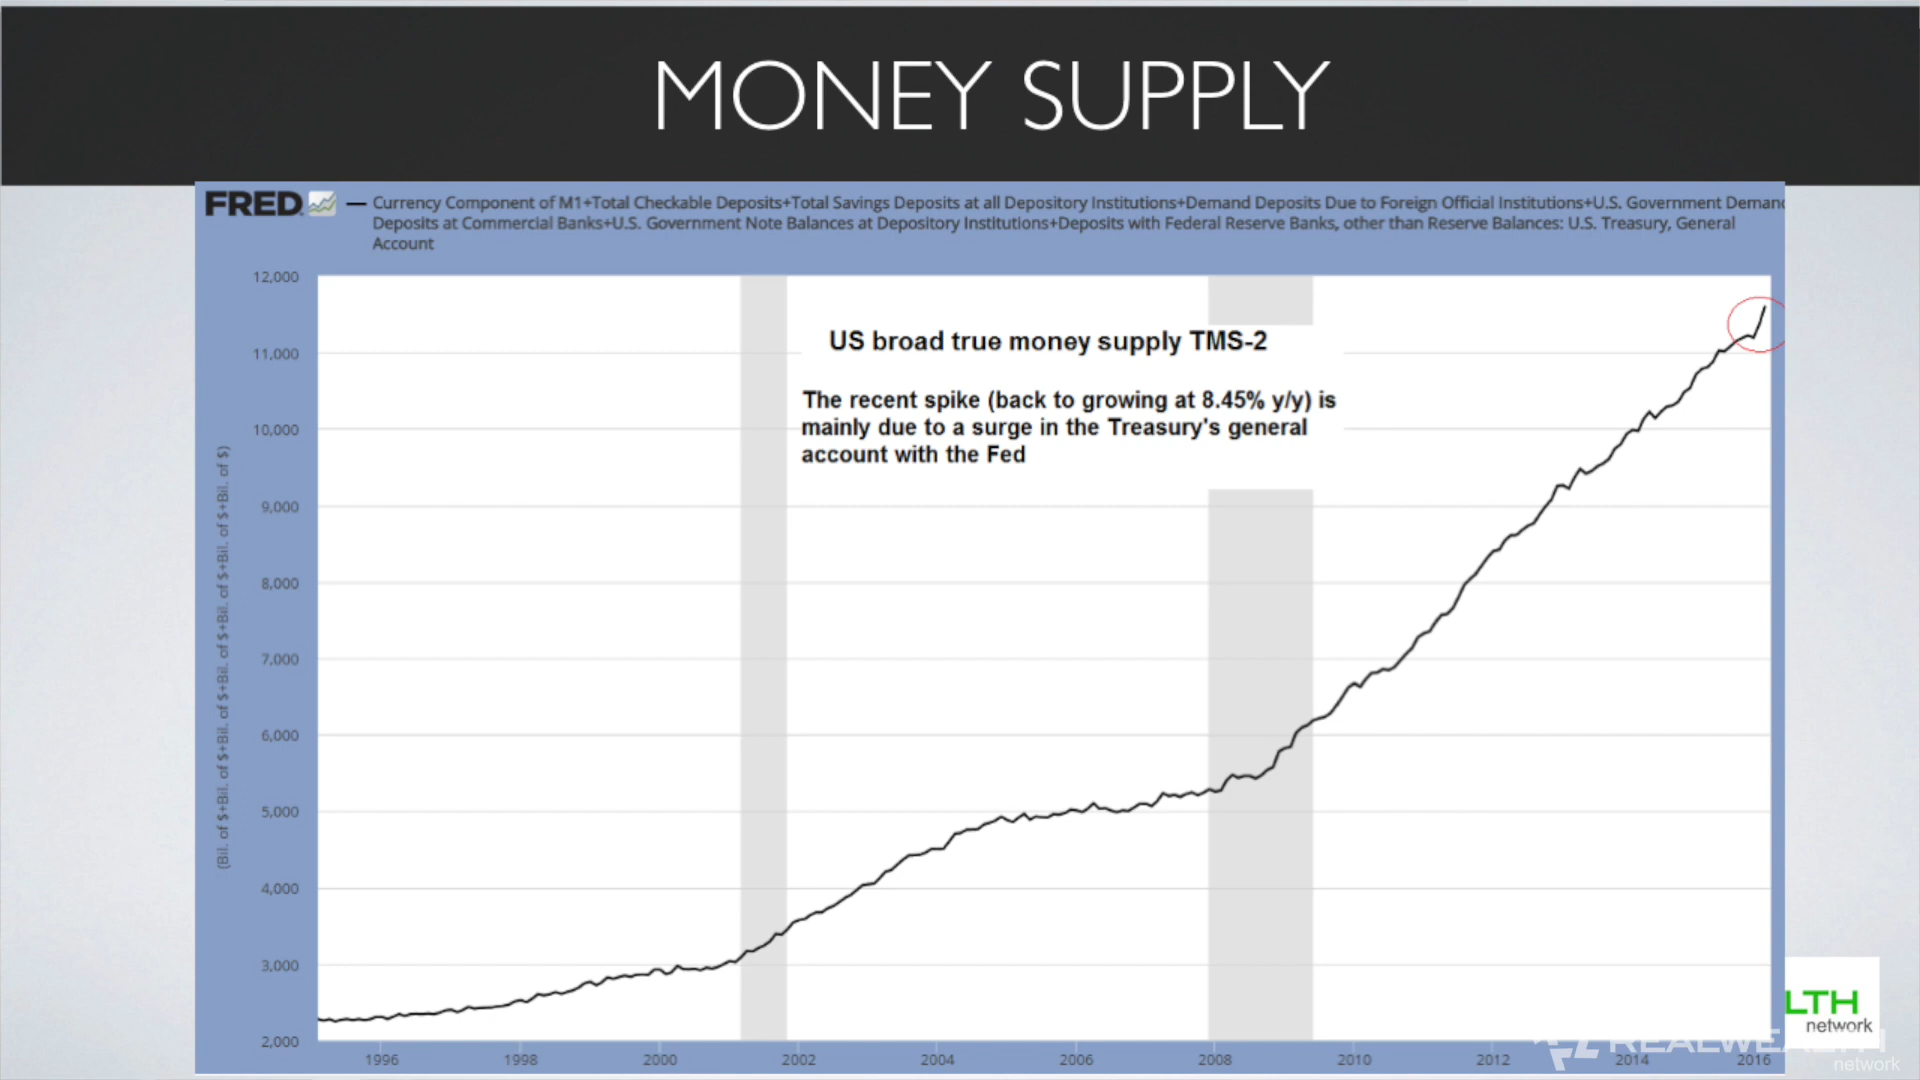 MONEY SUPPLY
FRED
Currency Component of M1+Total Checkable Deposits+Total Savings Deposits at all Depository Institutions+Demand Deposits Due to Foreign Official Institutions+U.S. Government Demand
Deposits at Commercial Banks+U.S. Government Note Balances at Depository Institutions+Deposits with Federal Reserve Banks, other than Reserve Balances: U.S. Treasury, General
Account
12,000
11,000
10,000
9,000
8,000
7,000
6,000
5,000
4,000
3,000
2,000
(Bil. of $+Bil. of $+Bil. of $+Bil. of $+Bil. of $+Bil. of $+Bil. of $)
US broad true money supply TMS-2
The recent spike (back to growing at 8.45% y/y) is
mainly due to a surge in the Treasury's general
account with the Fed
1996 1998 2000 2002 2004 2006 2008 2010 2012 2014 2016
LTH
network
REALWEALTH
network